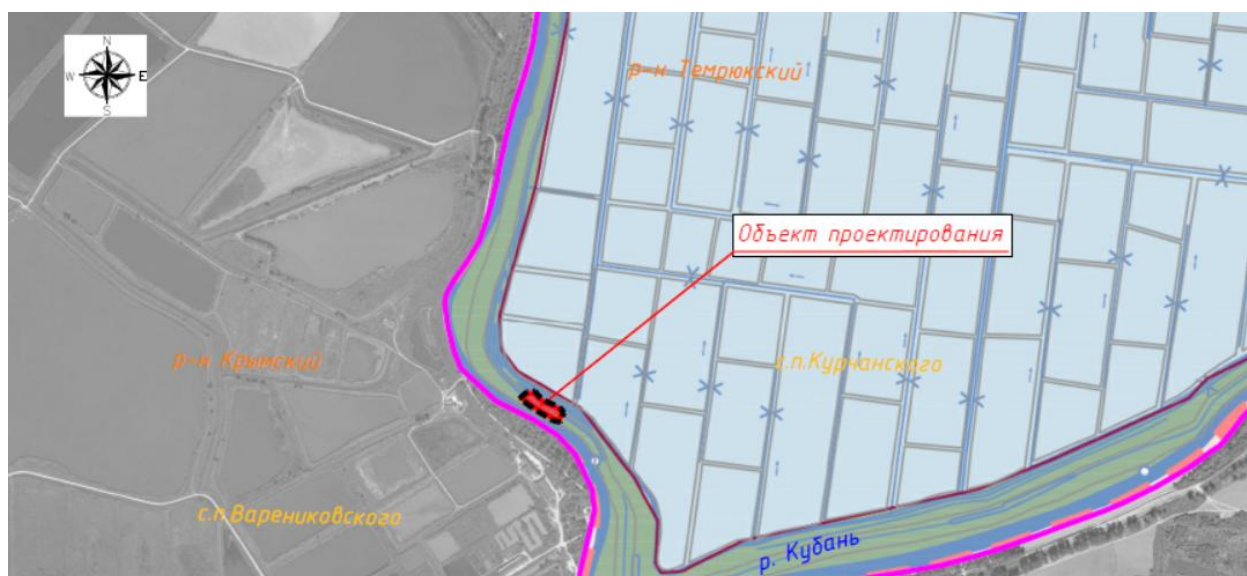 N
W E
S
р-н Темрюкский
Объект проектирования
р-н Крымский
с.п.Курчанского
с.п.Варениковского
р. Кубань